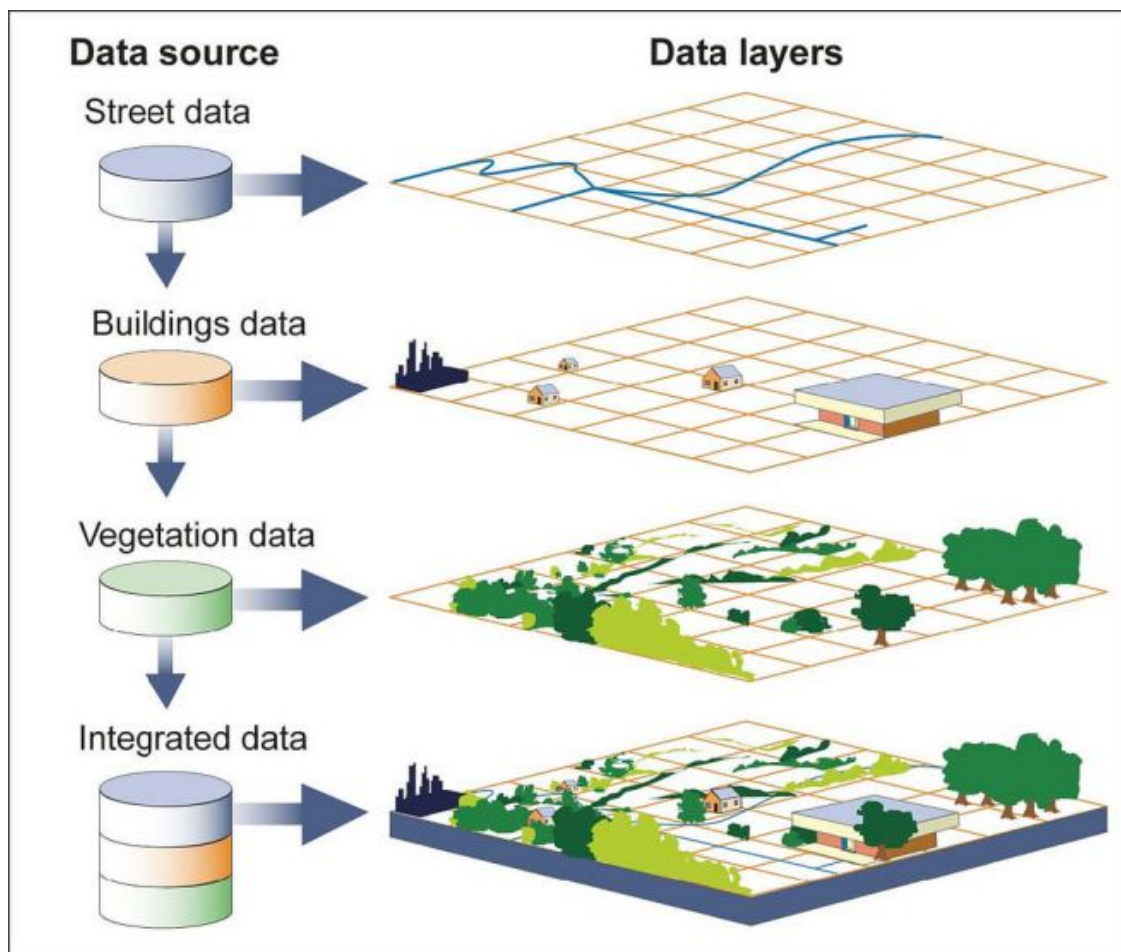 Data source
Data layers
Street data
Buildings data
Vegetation data
Integrated data